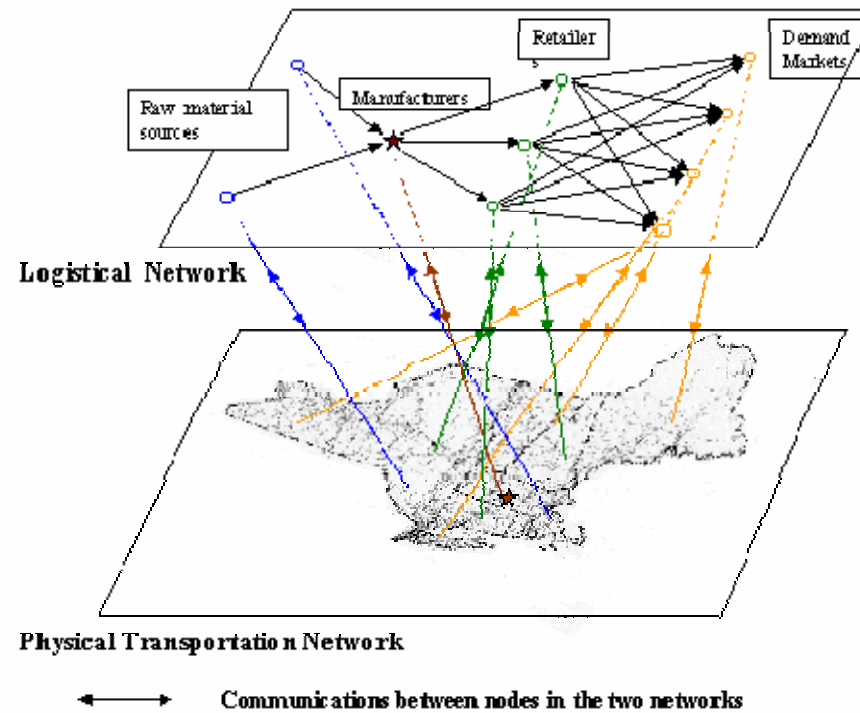 Retailer
s
Demand
Markets
Manufacturers
Raw material
sources
Logistical Network
Physical Transportation Network
Communications between nodes in the two networks